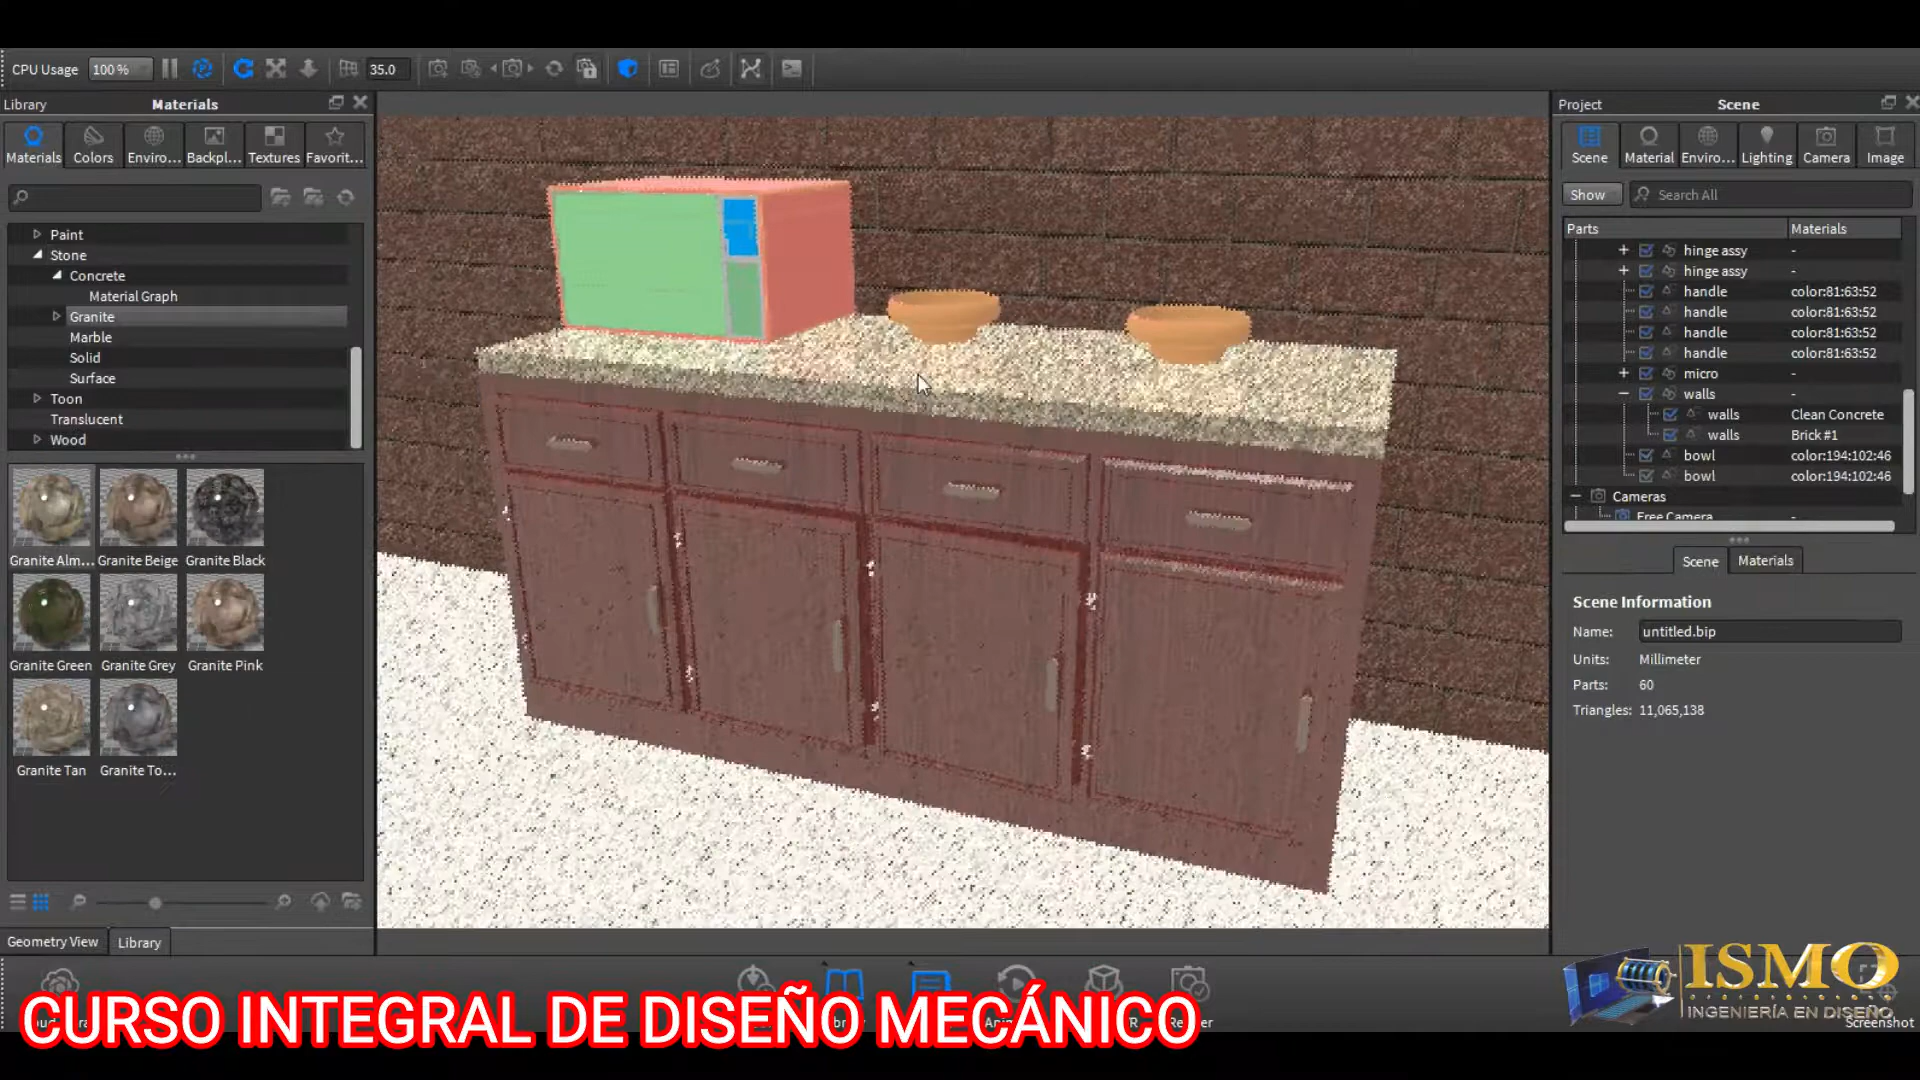 CPU Usage 100 % 35.0
Library Materials
Materials Colors Enviro... Backpl... Textures Favorit...
Paint
Stone
Concrete
Material Graph
Granite
Marble
Solid
Surface
Toon
Translucent
Wood
Granite Alm... Granite Beige Granite Black
Granite Green Granite Grey Granite Pink
Granite Tan Granite To...
Geometry View Library
Project Scene
Scene Material Enviro... Lighting Camera Image
Show Search All
Parts Materials
hinge assy -
hinge assy -
handle color:81:63:52
handle color:81:63:52
handle color:81:63:52
handle color:81:63:52
micro -
walls -
walls Clean Concrete
walls Brick #1
bowl color:194:102:46
bowl color:194:102:46
Cameras
Free Camera -
Scene Materials
Scene Information
Name: untitled.bip
Units: Millimeter
Parts: 60
Triangles: 11,065,138
CURSO INTEGRAL DE DISEÑO MECÁNICO
ISMO
INGENIERÍA EN DISEÑO
Screenshot